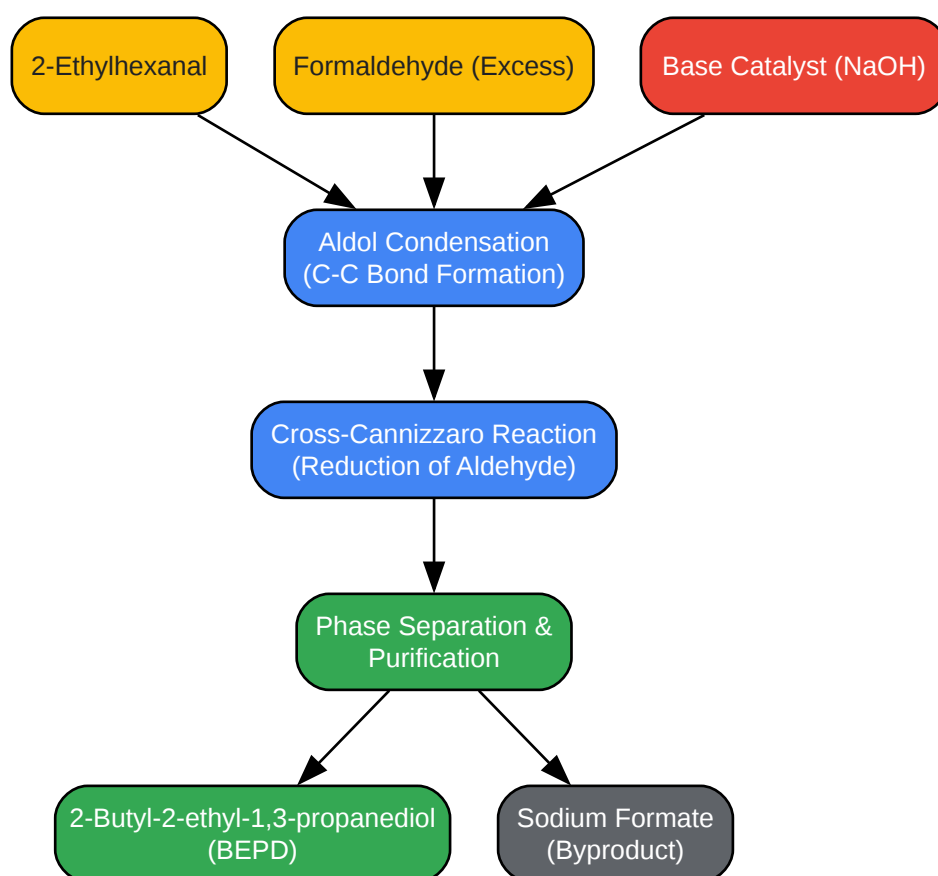 2-Ethylhexanal
Formaldehyde (Excess)
Base Catalyst (NaOH)
Aldol Condensation
(C-C Bond Formation)
Cross-Cannizzaro Reaction
(Reduction of Aldehyde)
Phase Separation &
Purification
2-Butyl-2-ethyl-1,3-propanediol
(BEPD)
Sodium Formate
(Byproduct)